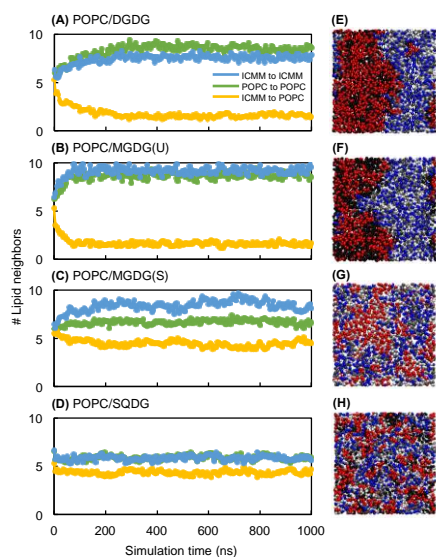 (A) POPC/DGDG
(E)
10
5
0
ICMM to ICMM
POPC to POPC
ICMM to POPC
(B) POPC/MGDG(U)
(F)
10
5
0
(C) POPC/MGDG(S)
(G)
10
5
0
# Lipid neighbors
(D) POPC/SQDG
(H)
10
5
0
0 200 400 600 800 1000
Simulation time (ns)